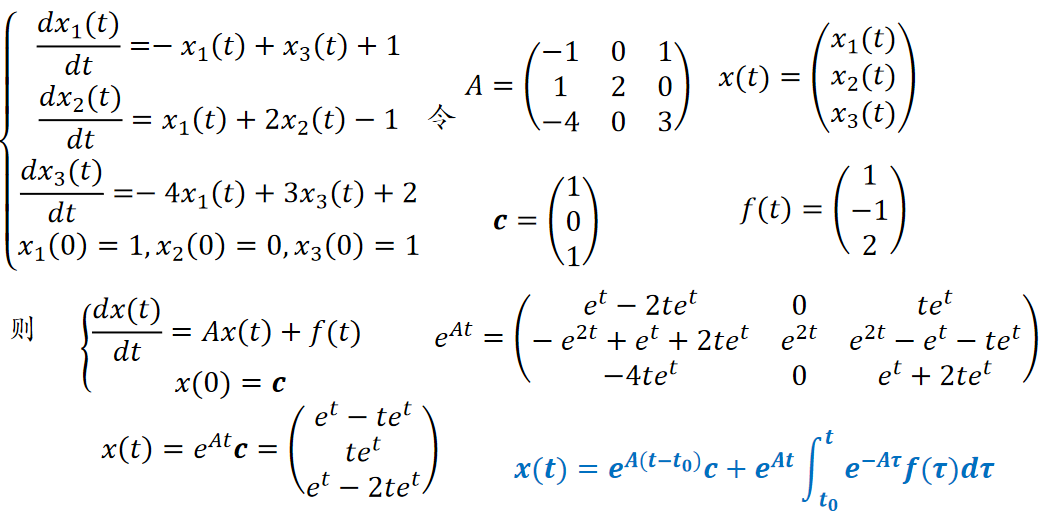 dx₁(t)/dt =− x₁(t) + x₃(t) + 1
dx₂(t)/dt = x₁(t) + 2x₂(t) − 1
dx₃(t)/dt =− 4x₁(t) + 3x₃(t) + 2
x₁(0) = 1, x₂(0) = 0, x₃(0) = 1
令
A = (−1 0 1
1 2 0
−4 0 3)
x(t) = (x₁(t)
x₂(t)
x₃(t))
c = (1
0
1)
f(t) = (1
−1
2)
则
dx(t)/dt = Ax(t) + f(t)
x(0) = c
e^{At} = (e^t − 2te^t 0 te^t
− e^{2t} + e^t + 2te^t e^{2t} e^{2t} − e^t − te^t
−4te^t 0 e^t + 2te^t)
x(t) = e^{At}c = (e^t − te^t
te^t
e^t − 2te^t)
x(t) = e^{A(t−t₀)}c + e^{At} ∫_{t₀}^{t} e^{−Aτ}f(τ)dτ